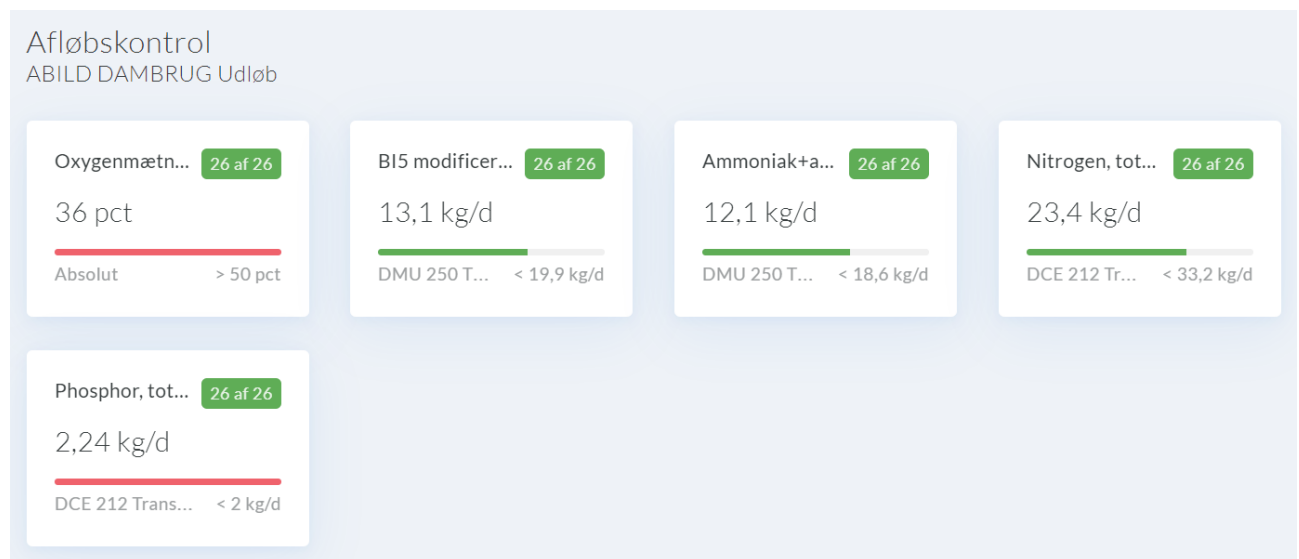 Afløbskontrol
ABILD DAMBRUG Udløb
Oxygenmætn... 26 af 26
36 pct
Absolut > 50 pct
BI5 modificer... 26 af 26
13,1 kg/d
DMU 250 T... < 19,9 kg/d
Ammoniak+a... 26 af 26
12,1 kg/d
DMU 250 T... < 18,6 kg/d
Nitrogen, tot... 26 af 26
23,4 kg/d
DCE 212 Tr... < 33,2 kg/d
Phosphor, tot... 26 af 26
2,24 kg/d
DCE 212 Trans... < 2 kg/d